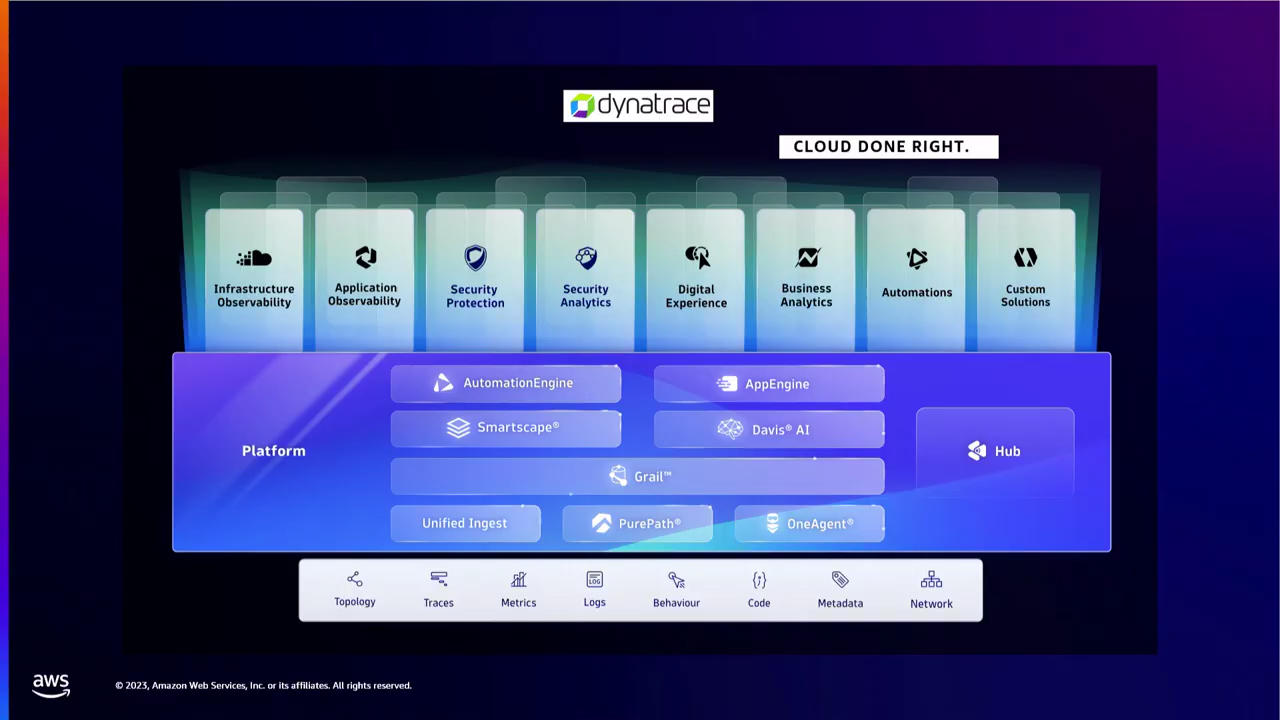 dynatrace
CLOUD DONE RIGHT.
Infrastructure
Observability
Application
Observability
Security
Protection
Security
Analytics
Digital
Experience
Business
Analytics
Automations
Custom
Solutions
Platform
AutomationEngine
AppEngine
Smartscape®
Davis® AI
Hub
Grail™
Unified Ingest
PurePath®
OneAgent®
LOG
Topology
Traces
Metrics
Logs
Behaviour
Code
Metadata
Network
aws
© 2023, Amazon Web Services, Inc. or its affiliates. All rights reserved.